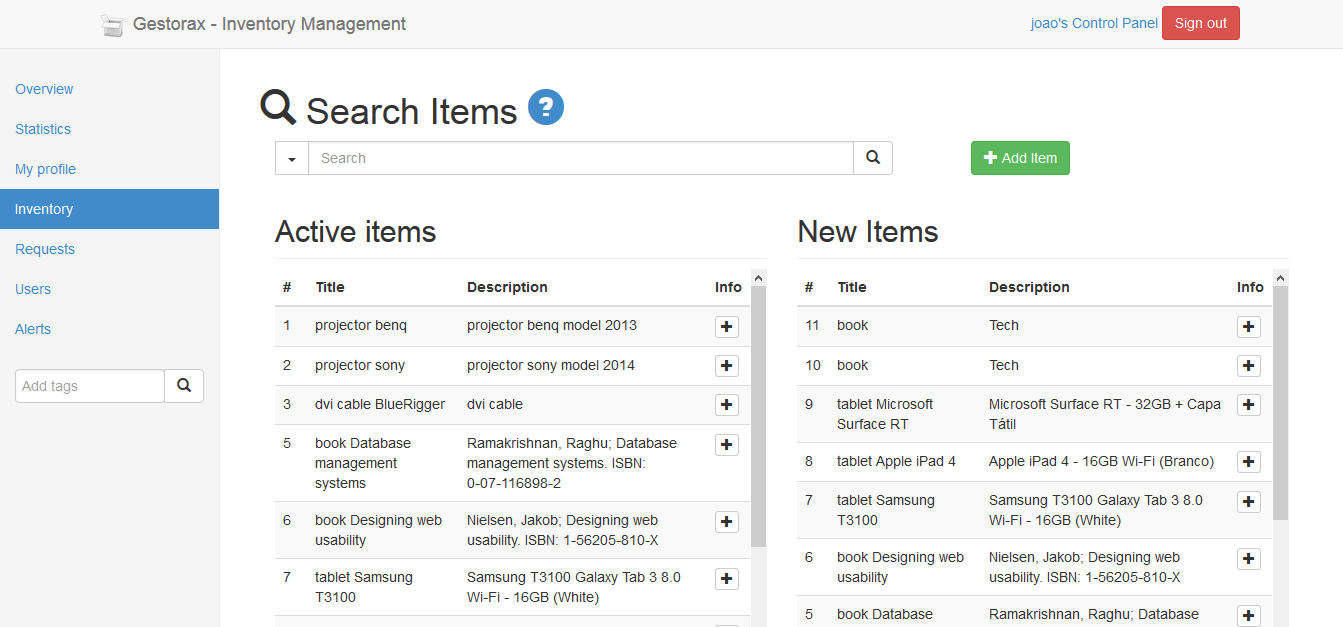 Gestorax - Inventory Management
joao's Control Panel Sign out
Overview
Statistics
My profile
Inventory
Requests
Users
Alerts
Add tags
Search Items ?
Search
Add Item
Active items
# Title Description Info
1 projector benq projector benq model 2013
2 projector sony projector sony model 2014
3 dvi cable BlueRigger dvi cable
5 book Database Ramakrishnan, Raghu; Database
management management systems. ISBN:
systems 0-07-116898-2
6 book Designing web Nielsen, Jakob; Designing web
usability usability. ISBN: 1-56205-810-X
7 tablet Samsung Samsung T3100 Galaxy Tab 3 8.0
T3100 Wi-Fi - 16GB (White)
New Items
# Title Description Info
11 book Tech
10 book Tech
9 tablet Microsoft Microsoft Surface RT - 32GB + Capa
Surface RT Tátil
8 tablet Apple iPad 4 Apple iPad 4 - 16GB Wi-Fi (Branco)
7 tablet Samsung Samsung T3100 Galaxy Tab 3 8.0
T3100 Wi-Fi - 16GB (White)
6 book Designing web Nielsen, Jakob; Designing web
usability usability. ISBN: 1-56205-810-X
5 book Database Ramakrishnan, Raghu; Database